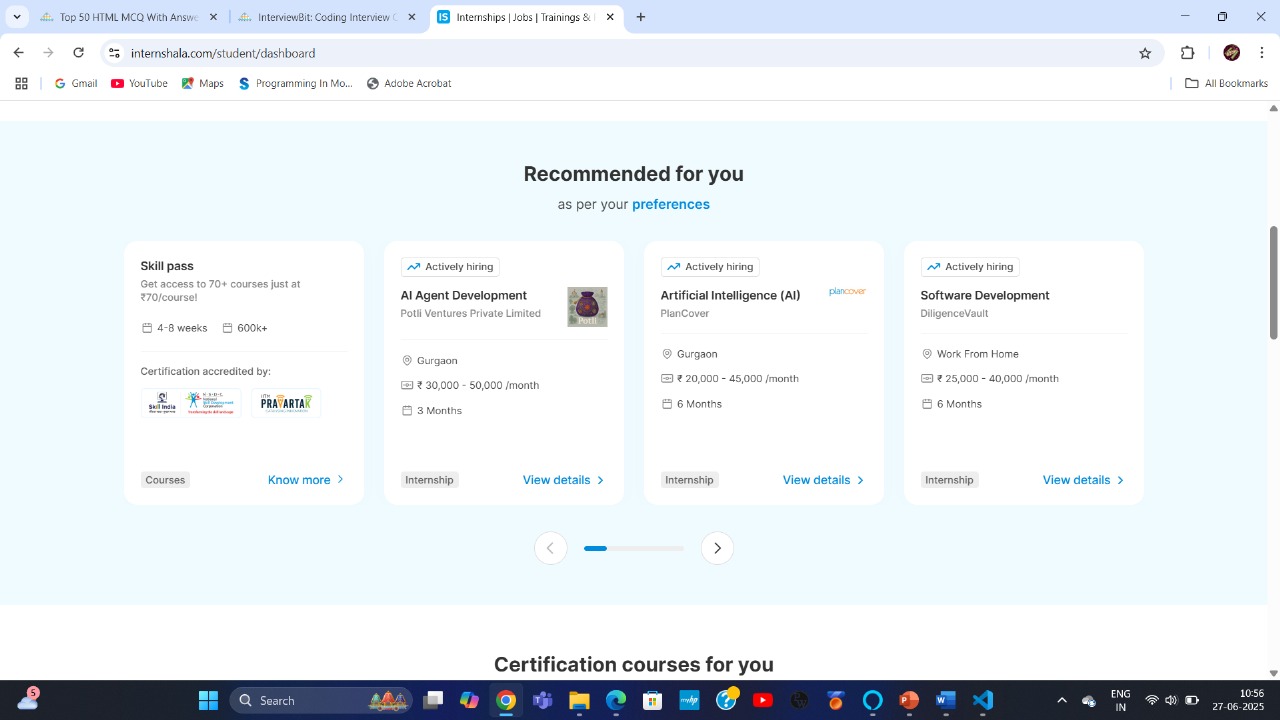 Top 50 HTML MCQ With Answe
InterviewBit: Coding Interview C
IS Internships | Jobs | Trainings &
internshala.com/student/dashboard
Gmail YouTube Maps Programming In Mo... Adobe Acrobat All Bookmarks
Recommended for you
as per your preferences
Skill pass
Get access to 70+ courses just at
₹70/course!
4-8 weeks 600k+
Certification accredited by:
Skill India
PRAVARTAK
Courses
Know more
Actively hiring
AI Agent Development
Potli Ventures Private Limited
Potli
Gurgaon
₹ 30,000 - 50,000 /month
3 Months
Internship
View details
Actively hiring
Artificial Intelligence (AI)
plancover
PlanCover
Gurgaon
₹ 20,000 - 45,000 /month
6 Months
Internship
View details
Actively hiring
Software Development
DiligenceVault
Work From Home
₹ 25,000 - 40,000 /month
6 Months
Internship
View details
Certification courses for you
5
Search
myhp
ENG
IN
10:56
27-06-2025